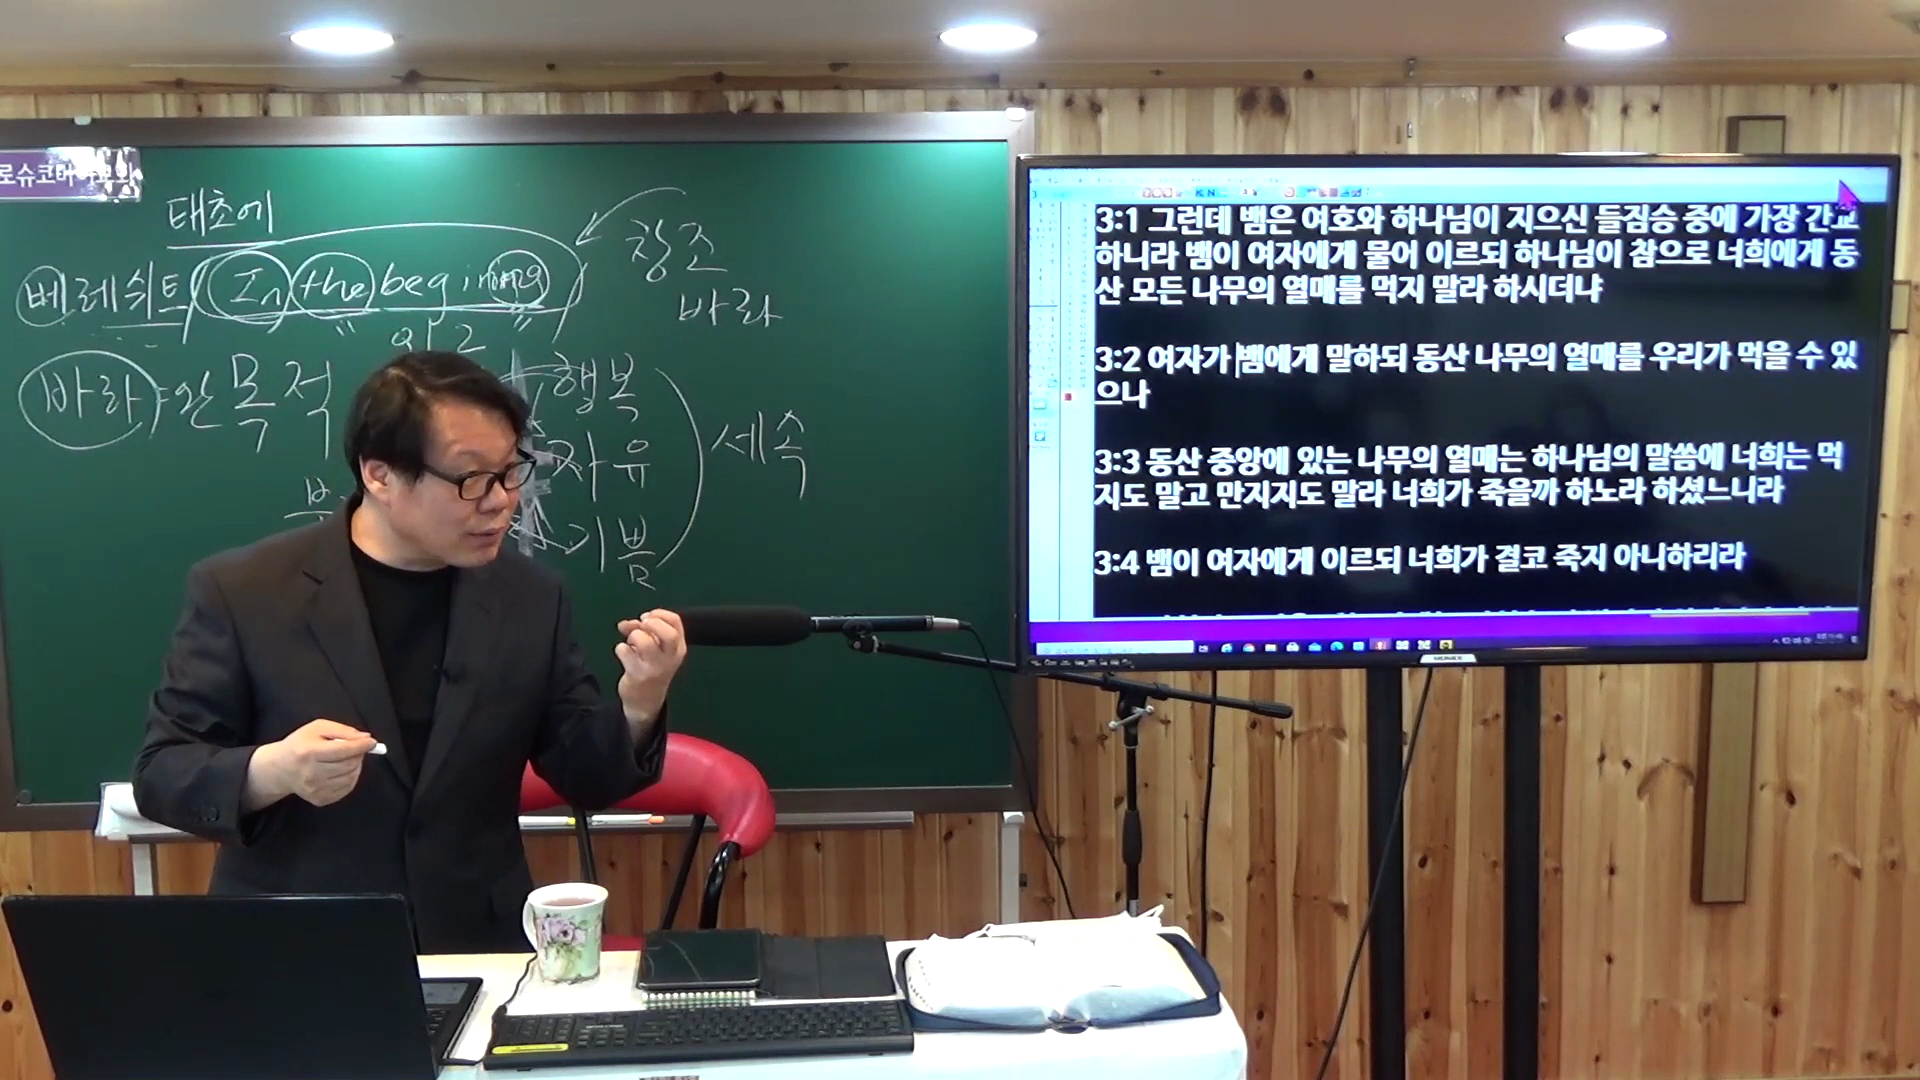 태초에
베레쉬트 In the begining
창조
바라
바라 : 완목적
행복
자유
기쁨
세속
3:1 그런데 뱀은 여호와 하나님이 지으신 들짐승 중에 가장 간교
하니라 뱀이 여자에게 물어 이르되 하나님이 참으로 너희에게 동
산 모든 나무의 열매를 먹지 말라 하시더냐
3:2 여자가 뱀에게 말하되 동산 나무의 열매를 우리가 먹을 수 있
으나
3:3 동산 중앙에 있는 나무의 열매는 하나님의 말씀에 너희는 먹
지도 말고 만지지도 말라 너희가 죽을까 하노라 하셨느니라
3:4 뱀이 여자에게 이르되 너희가 결코 죽지 아니하리라